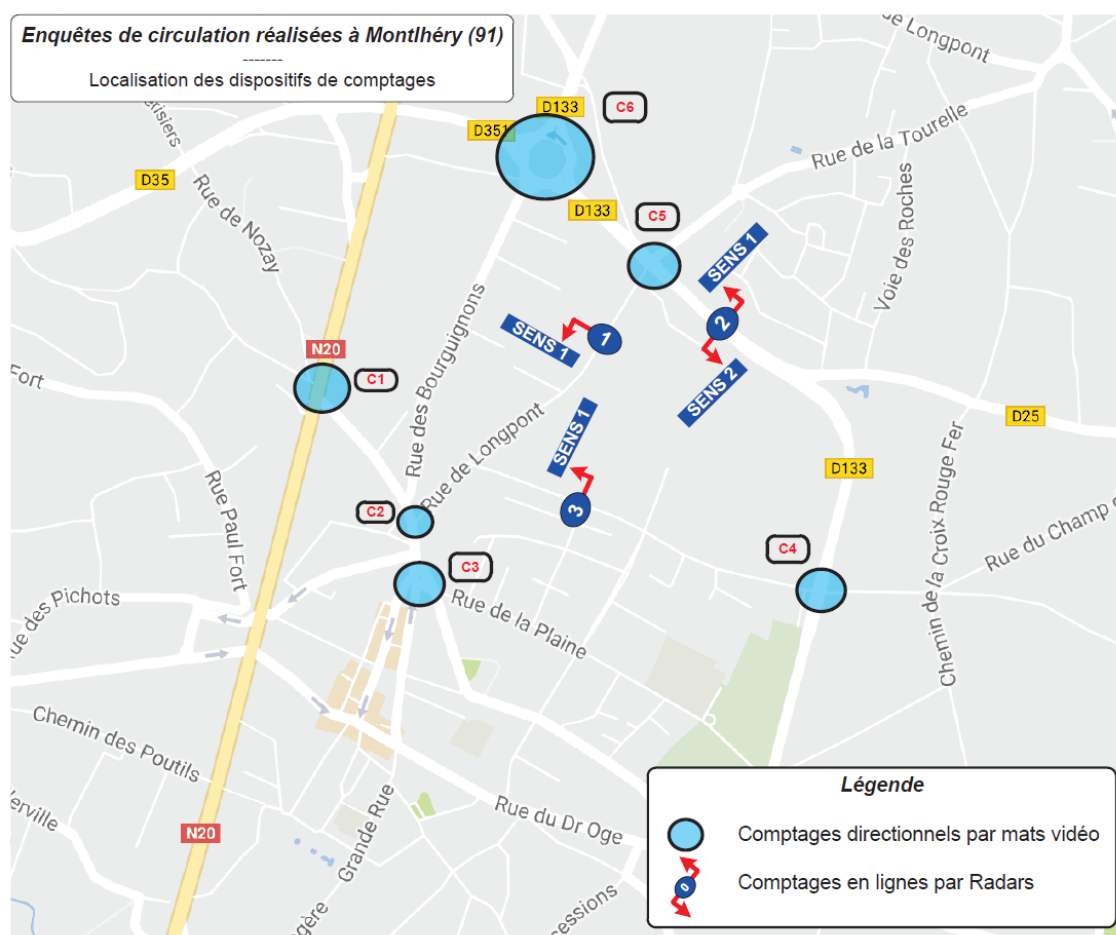 Enquêtes de circulation réalisées à Montlhéry (91)
-------
Localisation des dispositifs de comptages
de Longpont
D133
C6
D351
Rue de la Tourelle
D35
Rue de Nozay
D133
C5
SENS 1
Voie des Roches
1
2
SENS 1
N20
SENS 2
C1
Fort
Rue des Bourguignons
D25
SENS 1
Rue de Longpont
D133
Chemin de la Croix Rouge Fer
Rue Paul Fort
C2
3
Rue du Champ
C4
C3
Rue des Pichots
Rue de la Plaine
Chemin des Poutils
N20
Grande Rue
Rue du Dr Oge
Légende
Comptages directionnels par mats vidéo
0
Comptages en lignes par Radars